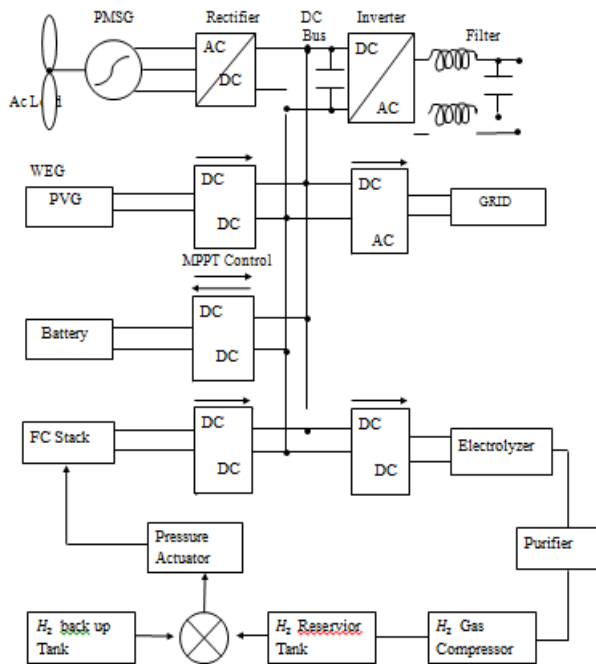 PMSG
Rectifier
DC
Bus
Inverter
Filter
AC
DC
DC
AC
Ac Load
WEG
PVG
DC
DC
DC
AC
GRID
MPPT Control
Battery
DC
DC
FC Stack
DC
DC
DC
DC
Electrolyzer
Pressure
Actuator
Purifier
H2 back up
Tank
H2 Reservior
Tank
H2 Gas
Compressor